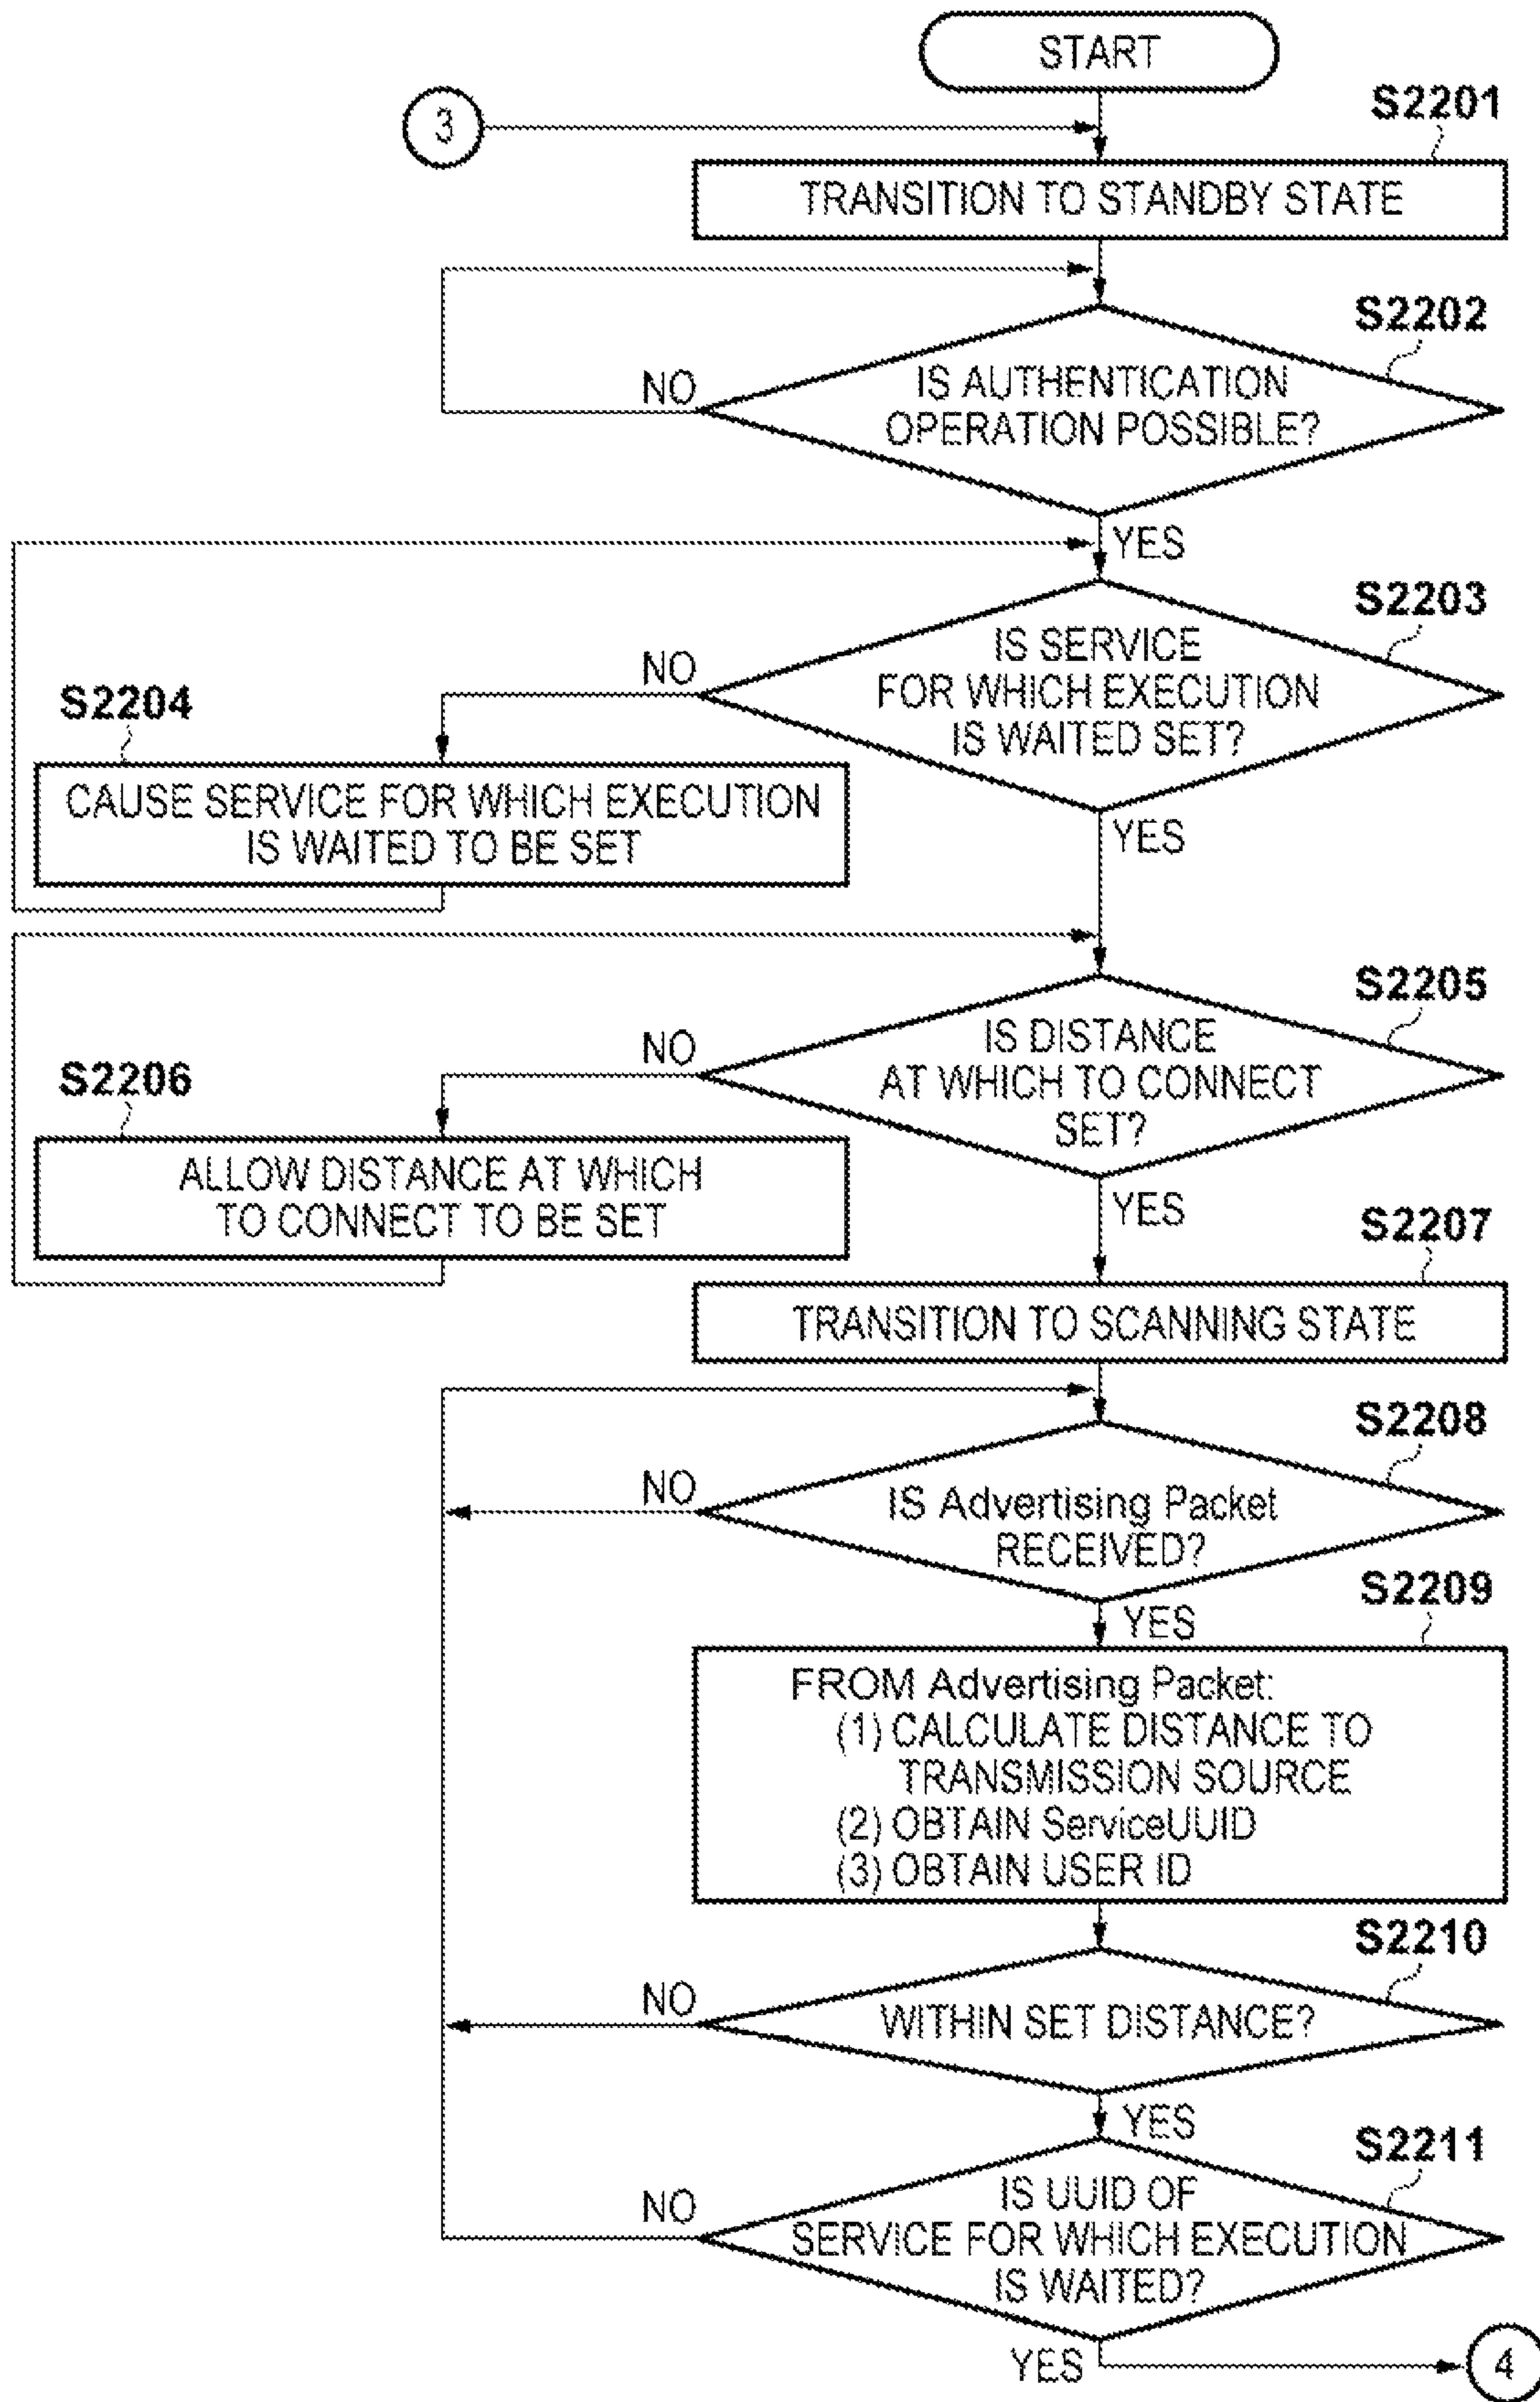 START
3
S2201
TRANSITION TO STANDBY STATE
S2202
NO
IS AUTHENTICATION
OPERATION POSSIBLE?
YES
S2203
NO
IS SERVICE
FOR WHICH EXECUTION
IS WAITED SET?
S2204
CAUSE SERVICE FOR WHICH EXECUTION
IS WAITED TO BE SET
YES
S2205
NO
IS DISTANCE
AT WHICH TO CONNECT
SET?
S2206
ALLOW DISTANCE AT WHICH
TO CONNECT TO BE SET
YES
S2207
TRANSITION TO SCANNING STATE
S2208
NO
IS Advertising Packet
RECEIVED?
YES
S2209
FROM Advertising Packet:
(1) CALCULATE DISTANCE TO
TRANSMISSION SOURCE
(2) OBTAIN ServiceUUID
(3) OBTAIN USER ID
S2210
NO
WITHIN SET DISTANCE?
YES
S2211
NO
IS UUID OF
SERVICE FOR WHICH EXECUTION
IS WAITED?
YES
4